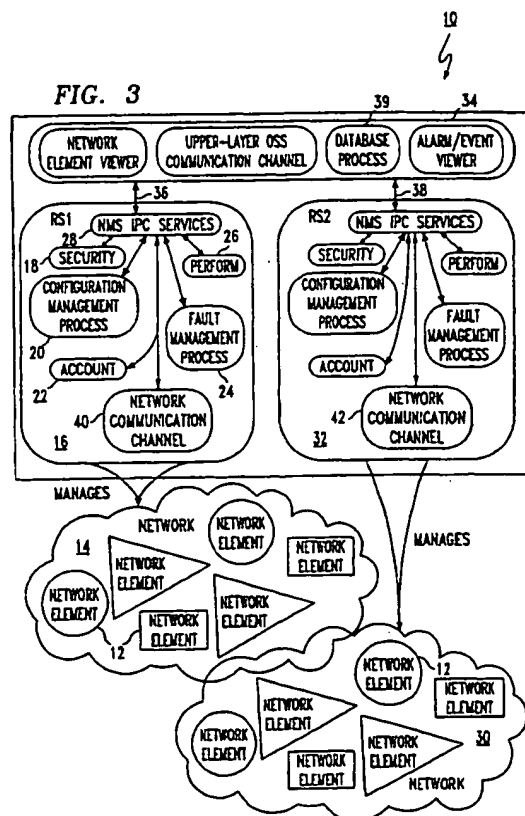 10
FIG. 3
39
34
NETWORK
ELEMENT VIEWER
UPPER-LAYER OSS
COMMUNICATION CHANNEL
DATABASE
PROCESS
ALARM/EVENT
VIEWER
36
38
RS1
NMS IPC SERVICES
28
26
18
SECURITY
PERFORM
CONFIGURATION
MANAGEMENT
PROCESS
20
FAULT
MANAGEMENT
PROCESS
ACCOUNT
22
24
40
NETWORK
COMMUNICATION
CHANNEL
16
RS2
NMS IPC SERVICES
SECURITY
PERFORM
CONFIGURATION
MANAGEMENT
PROCESS
FAULT
MANAGEMENT
PROCESS
ACCOUNT
42
NETWORK
COMMUNICATION
CHANNEL
32
MANAGES
MANAGES
14
NETWORK
NETWORK
ELEMENT
NETWORK
ELEMENT
NETWORK
ELEMENT
NETWORK
ELEMENT
NETWORK
ELEMENT
NETWORK
ELEMENT
12
NETWORK
ELEMENT
12
NETWORK
ELEMENT
NETWORK
ELEMENT
NETWORK
ELEMENT
NETWORK
ELEMENT
NETWORK
ELEMENT
30
NETWORK